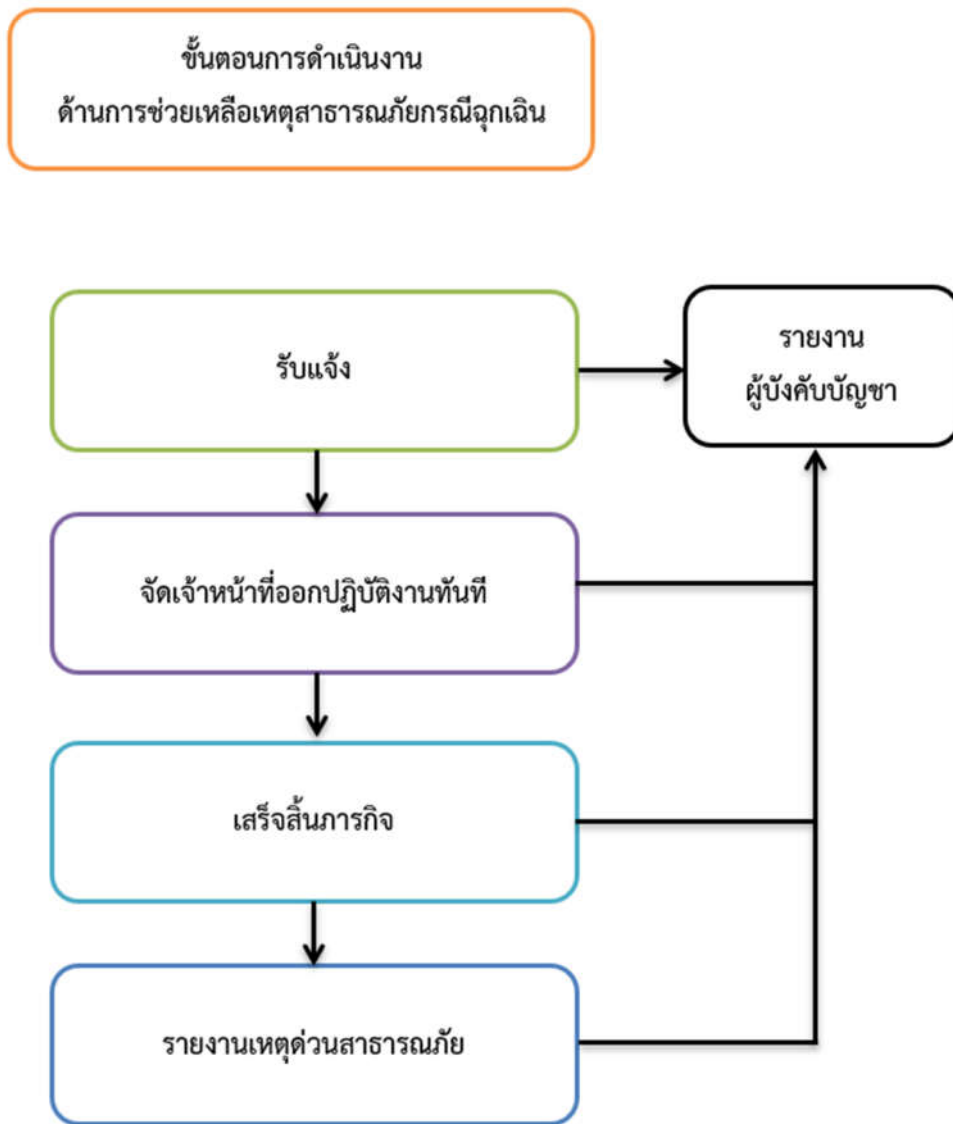 ขั้นตอนการดำเนินงาน
ด้านการช่วยเหลือเหตุสาธารณภัยกรณีฉุกเฉิน
รับแจ้ง
รายงาน
ผู้บังคับบัญชา
จัดเจ้าหน้าที่ออกปฏิบัติงานทันที
เสร็จสิ้นภารกิจ
รายงานเหตุด่วนสาธารณภัย